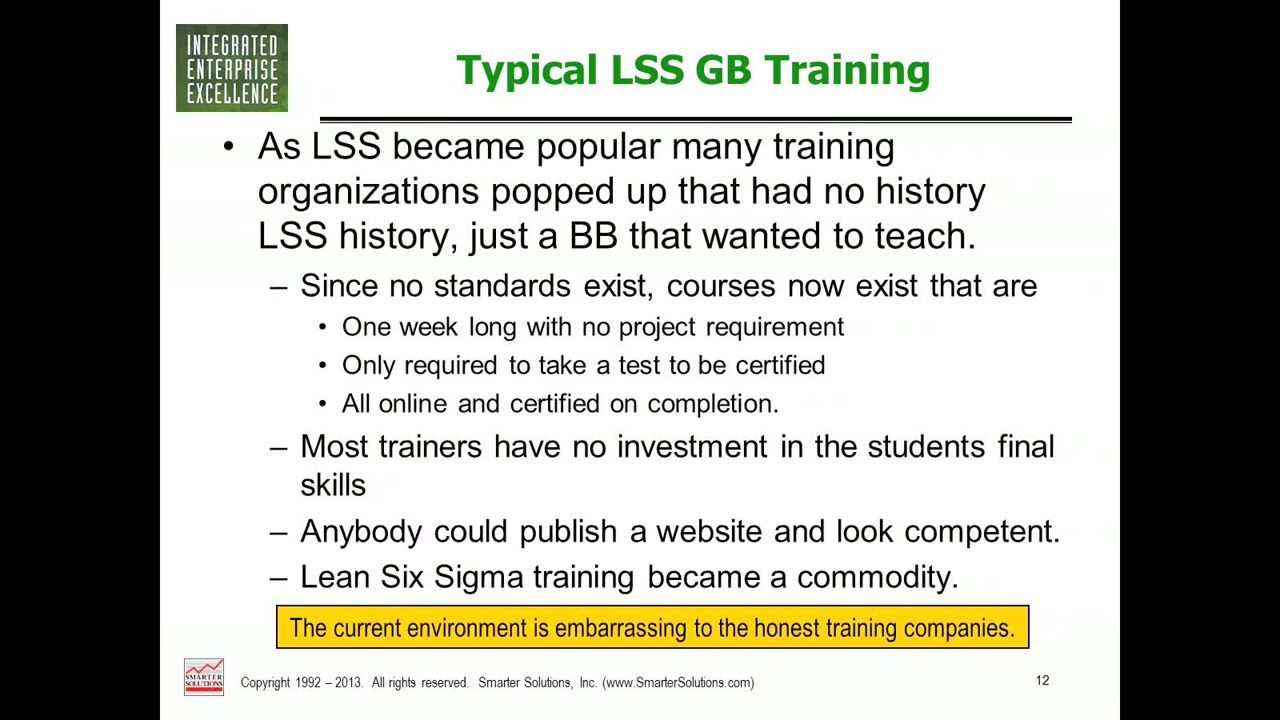 INTEGRATED
ENTERPRISE
EXCELLENCE
Typical LSS GB Training
• As LSS became popular many training
organizations popped up that had no history
LSS history, just a BB that wanted to teach.
– Since no standards exist, courses now exist that are
• One week long with no project requirement
• Only required to take a test to be certified
• All online and certified on completion.
– Most trainers have no investment in the students final
skills
– Anybody could publish a website and look competent.
– Lean Six Sigma training became a commodity.
The current environment is embarrassing to the honest training companies.
SMARTER
SOLUTIONS
Copyright 1992 – 2013. All rights reserved. Smarter Solutions, Inc. (www.SmarterSolutions.com)
12